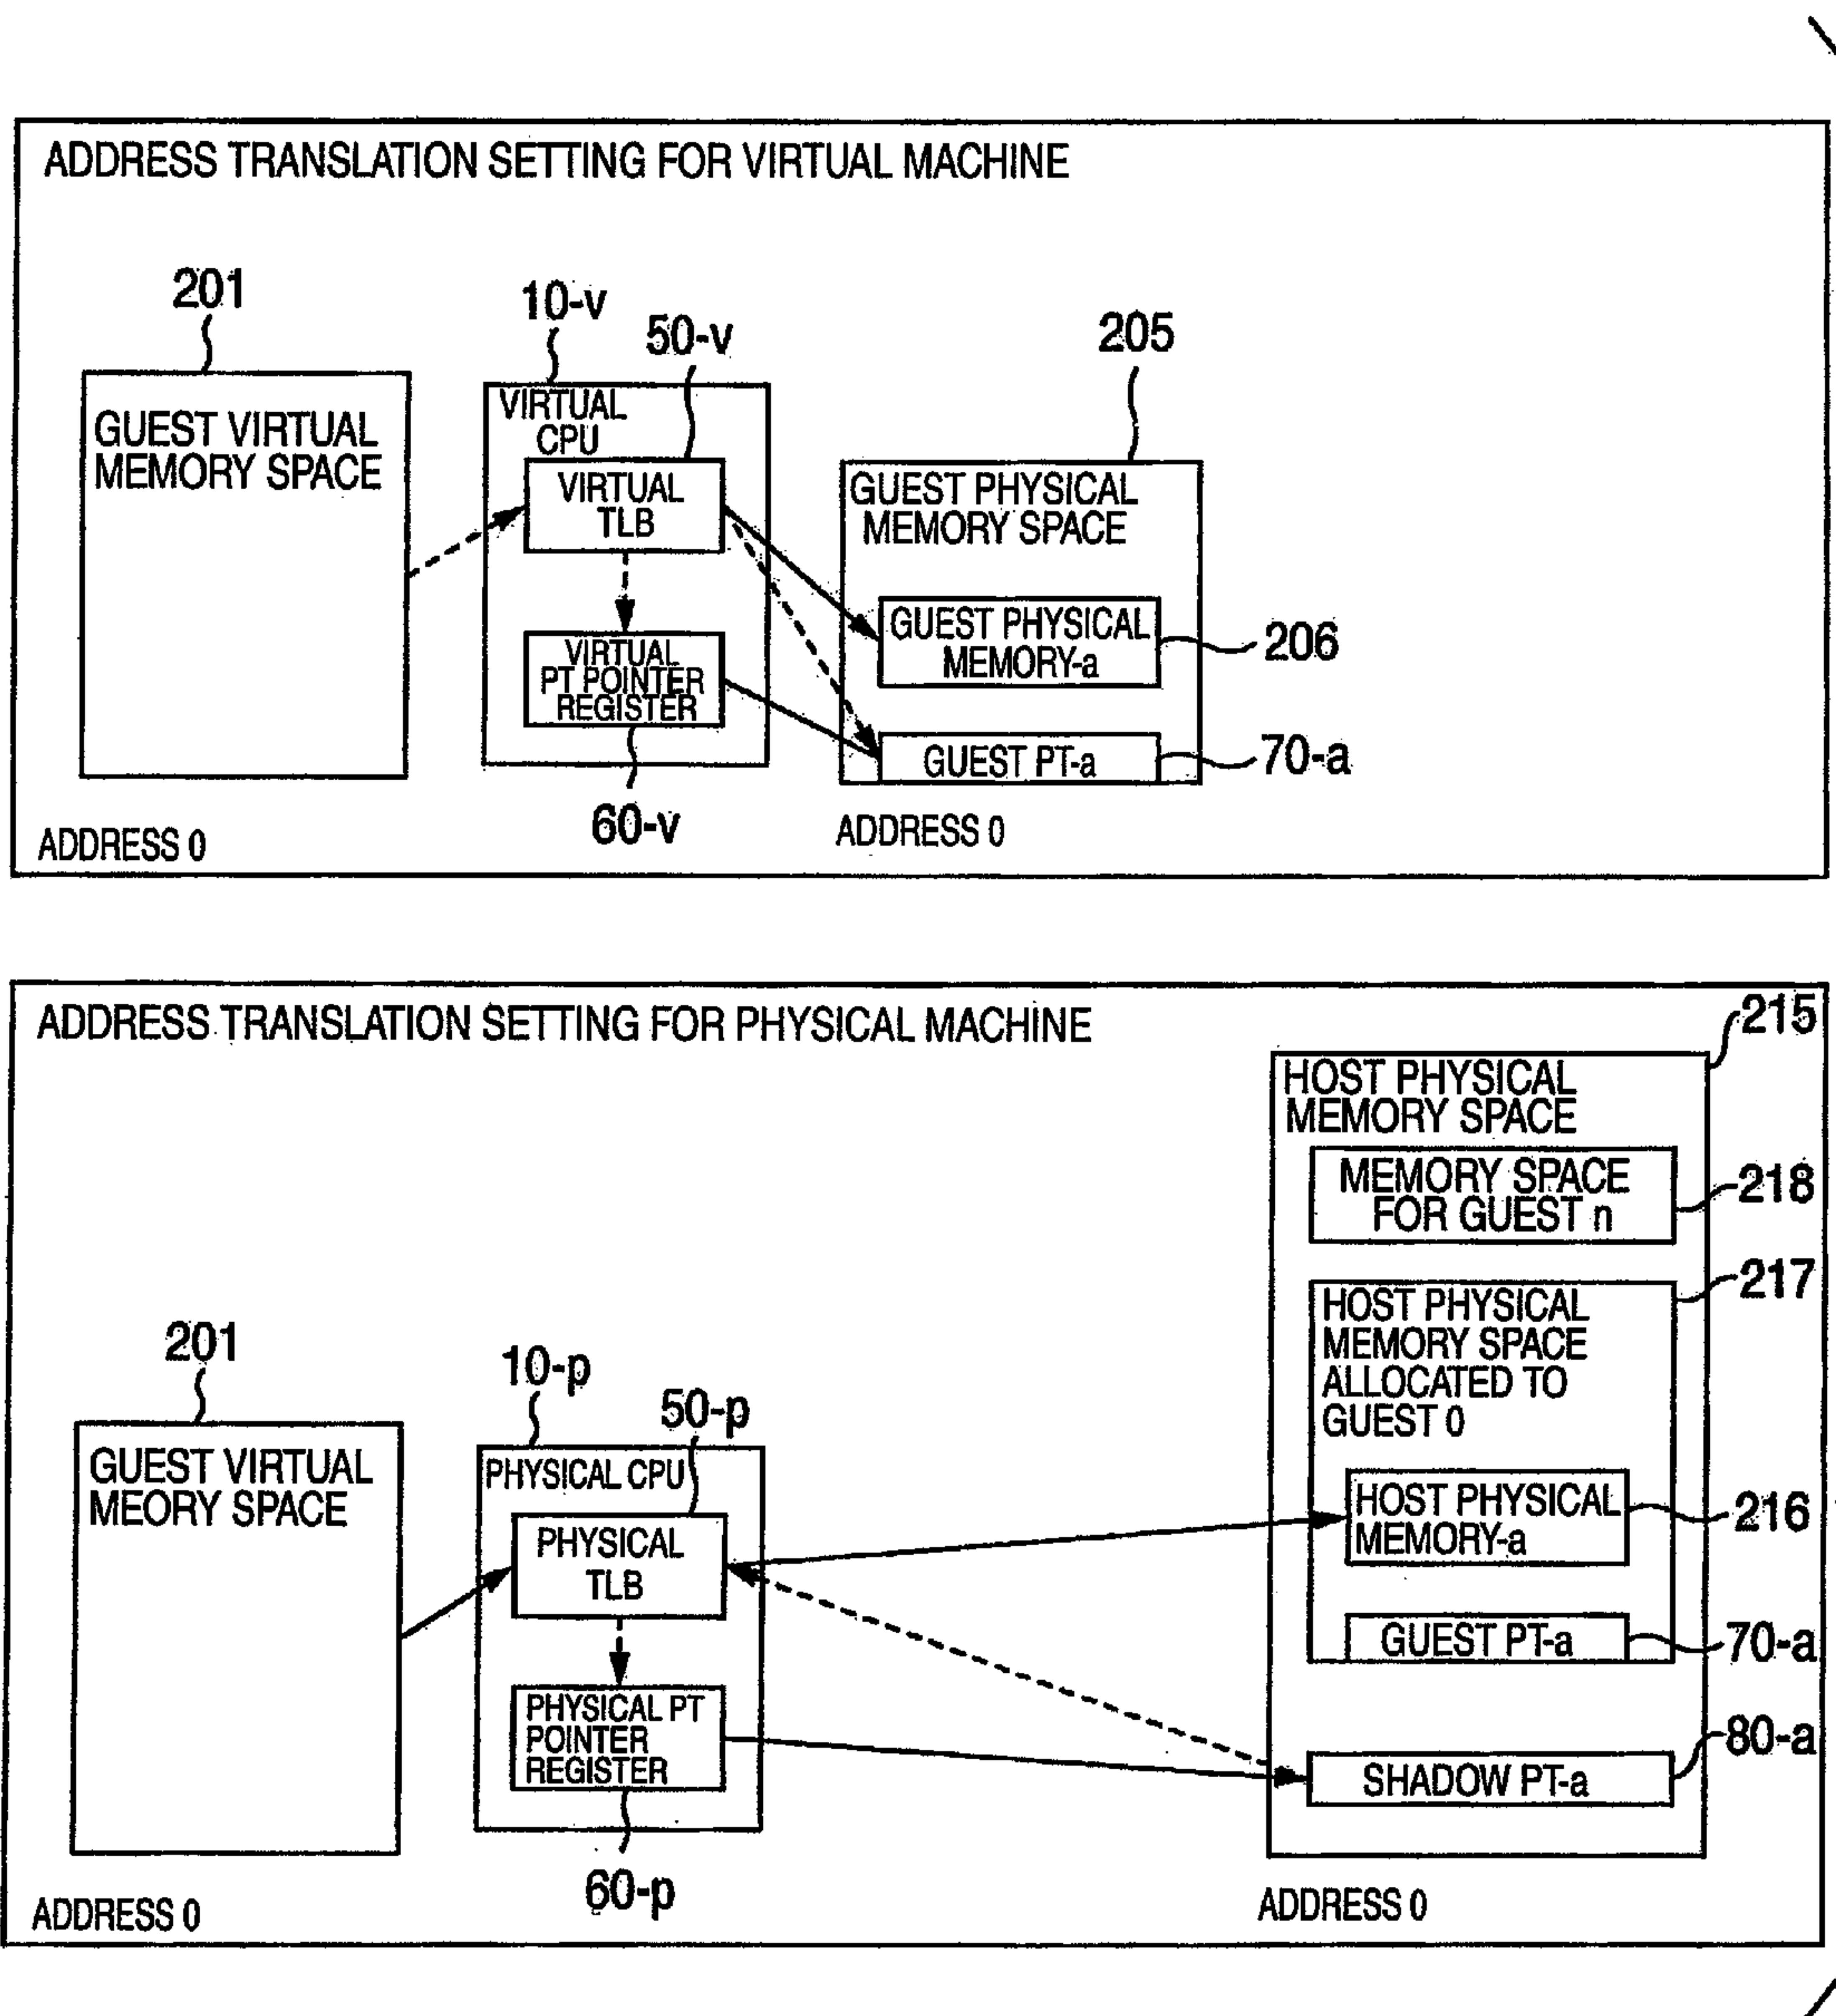 ADDRESS TRANSLATION SETTING FOR VIRTUAL MACHINE
201
10-v
50-v
205
GUEST VIRTUAL
MEMORY SPACE
VIRTUAL
CPU
VIRTUAL
TLB
VIRTUAL
PT POINTER
REGISTER
60-v
GUEST PHYSICAL
MEMORY SPACE
GUEST PHYSICAL
MEMORY-a
206
GUEST PT-a
70-a
ADDRESS 0
ADDRESS 0
ADDRESS TRANSLATION SETTING FOR PHYSICAL MACHINE
215
HOST PHYSICAL
MEMORY SPACE
MEMORY SPACE
FOR GUEST n
218
217
HOST PHYSICAL
MEMORY SPACE
ALLOCATED TO
GUEST 0
201
10-p
50-p
GUEST VIRTUAL
MEORY SPACE
PHYSICAL CPU
PHYSICAL
TLB
PHYSICAL PT
POINTER
REGISTER
60-p
HOST PHYSICAL
MEMORY-a
216
GUEST PT-a
70-a
80-a
SHADOW PT-a
ADDRESS 0
ADDRESS 0